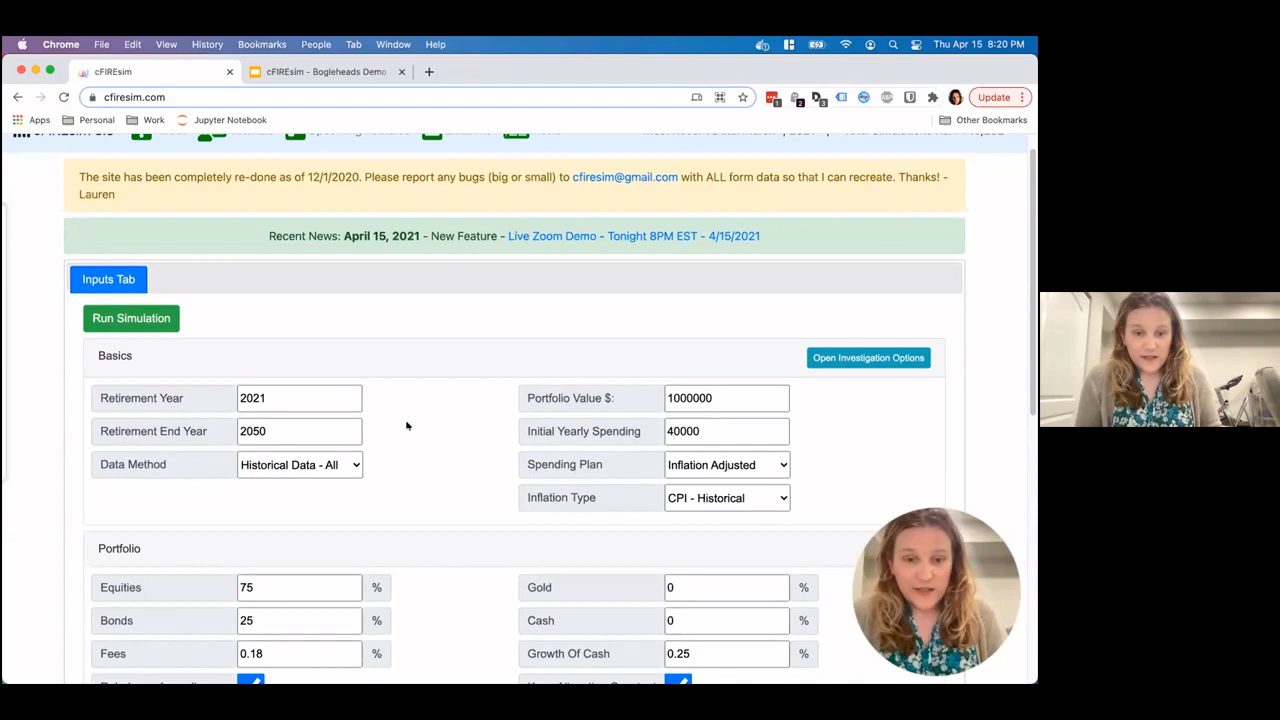 Chrome File Edit View History Bookmarks People Tab Window Help Thu Apr 15 8:20 PM
cFIREsim cFIREsim - Bogleheads Demo
cfiresim.com Update
Apps Personal Work Jupyter Notebook Other Bookmarks
The site has been completely re-done as of 12/1/2020. Please report any bugs (big or small) to cfiresim@gmail.com with ALL form data so that I can recreate. Thanks! -
Lauren
Recent News: April 15, 2021 - New Feature - Live Zoom Demo - Tonight 8PM EST - 4/15/2021
Inputs Tab
Run Simulation
Basics Open Investigation Options
Retirement Year 2021 Portfolio Value $: 1000000
Retirement End Year 2050 Initial Yearly Spending 40000
Data Method Historical Data - All Spending Plan Inflation Adjusted
Inflation Type CPI - Historical
Portfolio
Equities 75 % Gold 0 %
Bonds 25 % Cash 0 %
Fees 0.18 % Growth Of Cash 0.25 %